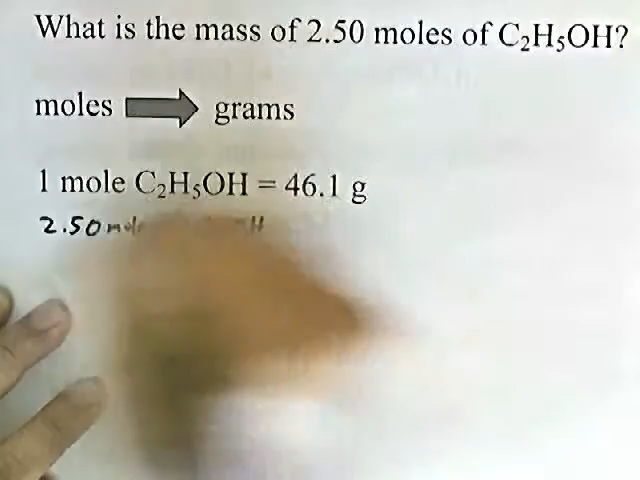 What is the mass of 2.50 moles of C₂H₅OH?
moles grams
1 mole C₂H₅OH = 46.1 g
2.50